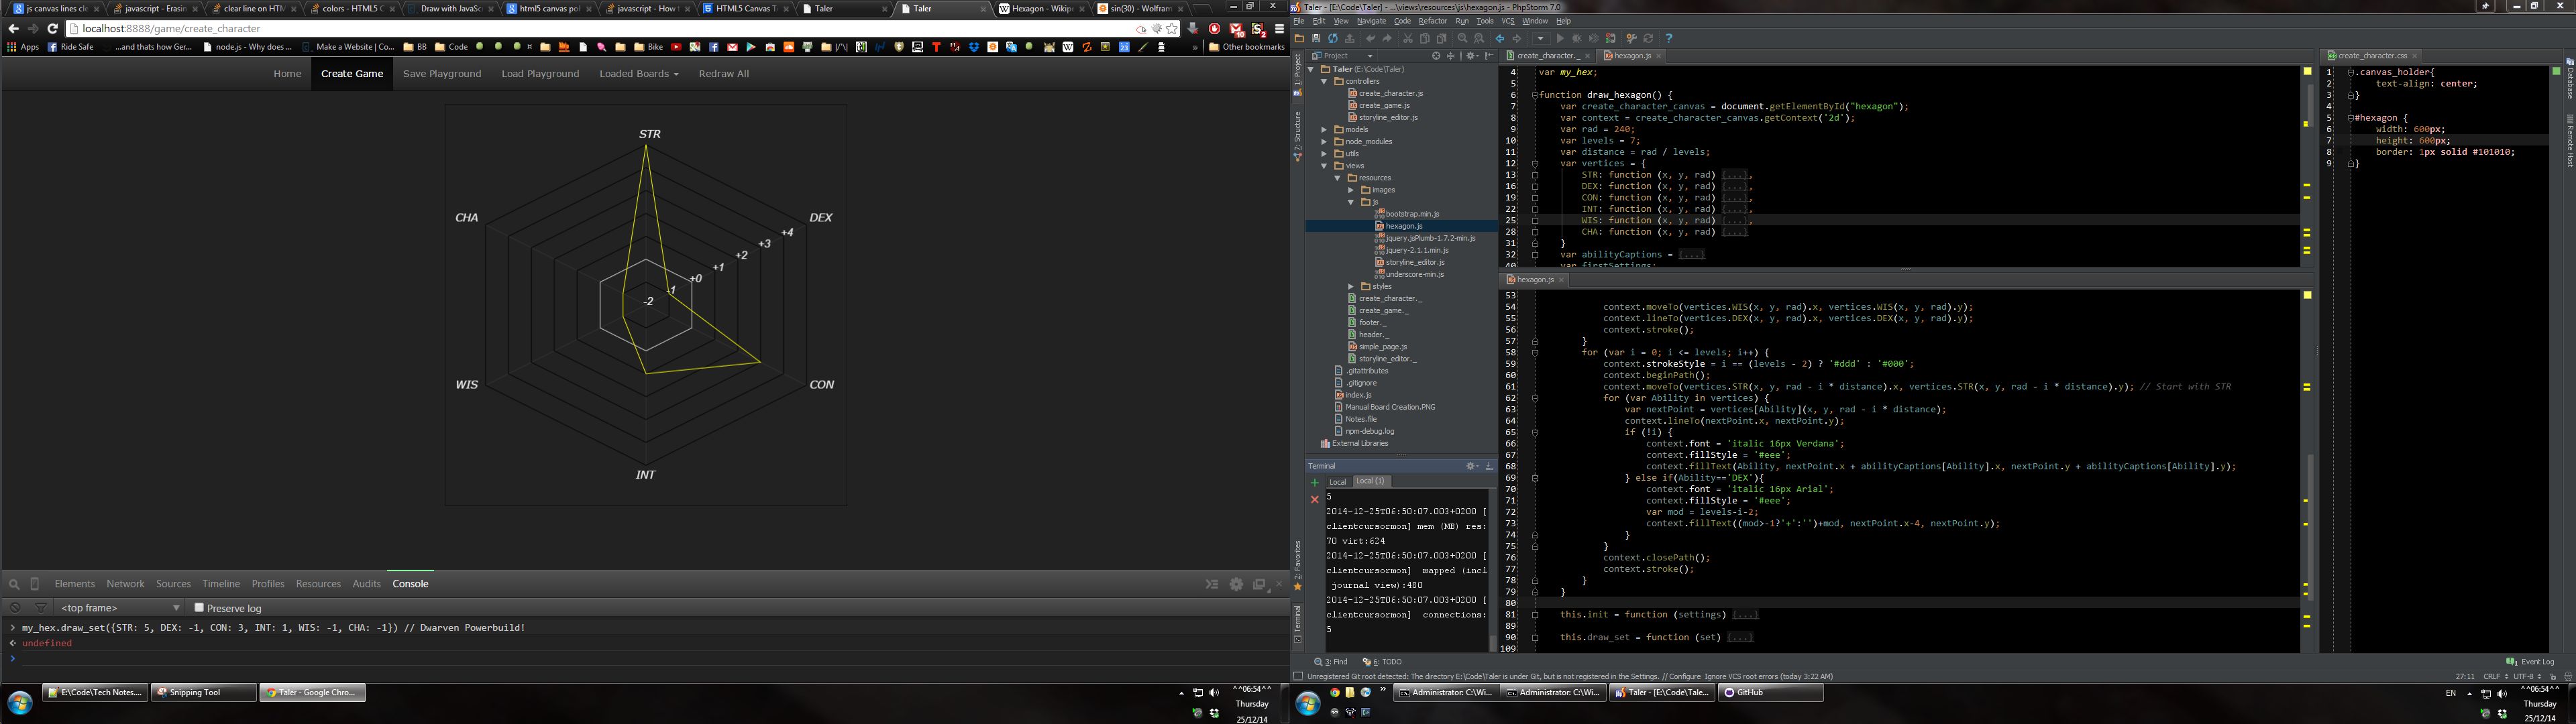 js canvas lines cle
javascript - Erasin
clear line on HTM
colors - HTML5 C
Draw with JavaSc
html5 canvas pol
javascript - How t
HTML5 Canvas T
Taler
Taler
Hexagon - Wikipe
sin(30) - Wolfram
localhost:8888/game/create_character
Apps
Ride Safe
...and thats how Ger...
node.js - Why does ...
Make a Website | Co...
BB
Code
Bike
Other bookmarks
Home
Create Game
Save Playground
Load Playground
Loaded Boards
Redraw All
STR
CHA
DEX
+4
+3
+2
+1
+0
-1
-2
WIS
CON
INT
Elements
Network
Sources
Timeline
Profiles
Resources
Audits
Console
<top frame>
Preserve log
my_hex.draw_set({STR: 5, DEX: -1, CON: 3, INT: 1, WIS: -1, CHA: -1}) // Dwarven Powerbuild!
undefined
E:\Code\Tech Notes....
Snipping Tool
Taler - Google Chro...
^^06:54^^
Thursday
25/12/14
Taler - [E:\Code\Taler] - ...\views\resources\js\hexagon.js - PhpStorm 7.0
File Edit View Navigate Code Refactor Run Tools VCS Window Help
Project
1: Project
7: Structure
2: Favorites
Terminal
Taler (E:\Code\Taler)
controllers
create_character.js
create_game.js
storyline_editor.js
models
node_modules
utils
views
resources
images
js
bootstrap.min.js
hexagon.js
jquery.jsPlumb-1.7.2-min.js
jquery-2.1.1.min.js
storyline_editor.js
underscore-min.js
styles
create_character._
create_game._
footer._
header._
simple_page.js
storyline_editor._
.gitattributes
.gitignore
index.js
Manual Board Creation.PNG
Notes.file
npm-debug.log
External Libraries
Terminal
Local
Local (1)
5
2014-12-25T06:50:07.003+0200 [
clientcursormon] mem (MB) res:
70 virt:624
2014-12-25T06:50:07.003+0200 [
clientcursormon]  mapped (incl
journal view):480
2014-12-25T06:50:07.003+0200 [
clientcursormon]  connections:
5
create_character._
hexagon.js
4 var my_hex;
5
6 function draw_hexagon() {
7 var create_character_canvas = document.getElementById("hexagon");
8 var context = create_character_canvas.getContext('2d');
9 var rad = 240;
10 var levels = 7;
11 var distance = rad / levels;
12 var vertices = {
13 STR: function (x, y, rad) {...},
16 DEX: function (x, y, rad) {...},
19 CON: function (x, y, rad) {...},
22 INT: function (x, y, rad) {...},
25 WIS: function (x, y, rad) {...},
28 CHA: function (x, y, rad) {...}
31 }
32 var abilityCaptions = {...}
40 var firstSettings;
hexagon.js
53
54 context.moveTo(vertices.WIS(x, y, rad).x, vertices.WIS(x, y, rad).y);
55 context.lineTo(vertices.DEX(x, y, rad).x, vertices.DEX(x, y, rad).y);
56 context.stroke();
57 }
58 for (var i = 0; i <= levels; i++) {
59 context.strokeStyle = i == (levels - 2) ? '#ddd' : '#000';
60 context.beginPath();
61 context.moveTo(vertices.STR(x, y, rad - i * distance).x, vertices.STR(x, y, rad - i * distance).y); // Start with STR
62 for (var Ability in vertices) {
63 var nextPoint = vertices[Ability](x, y, rad - i * distance);
64 context.lineTo(nextPoint.x, nextPoint.y);
65 if (!i) {
66 context.font = 'italic 16px Verdana';
67 context.fillStyle = '#eee';
68 context.fillText(Ability, nextPoint.x + abilityCaptions[Ability].x, nextPoint.y + abilityCaptions[Ability].y);
69 } else if(Ability=='DEX'){
70 context.font = 'italic 16px Arial';
71 context.fillStyle = '#eee';
72 var mod = levels-i-2;
73 context.fillText((mod>-1?'+':'')+mod, nextPoint.x-4, nextPoint.y);
74 }
75 }
76 context.closePath();
77 context.stroke();
78 }
79 }
80
81 this.init = function (settings) {...}
89
90 this.draw_set = function (set) {...}
109
create_character.css
1 .canvas_holder{
2 text-align: center;
3 }
4
5 #hexagon {
6 width: 600px;
7 height: 600px;
8 border: 1px solid #101010;
9 }
Database
Remote Host
3: Find
6: TODO
Event Log
Unregistered Git root detected: The directory E:\Code\Taler is under Git, but is not registered in the Settings. // Configure Ignore VCS root errors (today 3:22 AM)
27:11
CRLF
UTF-8
Administrator: C:\Wi...
Administrator: C:\Wi...
Taler - [E:\Code\Tale...
GitHub
EN
^^06:54^^
Thursday
25/12/14